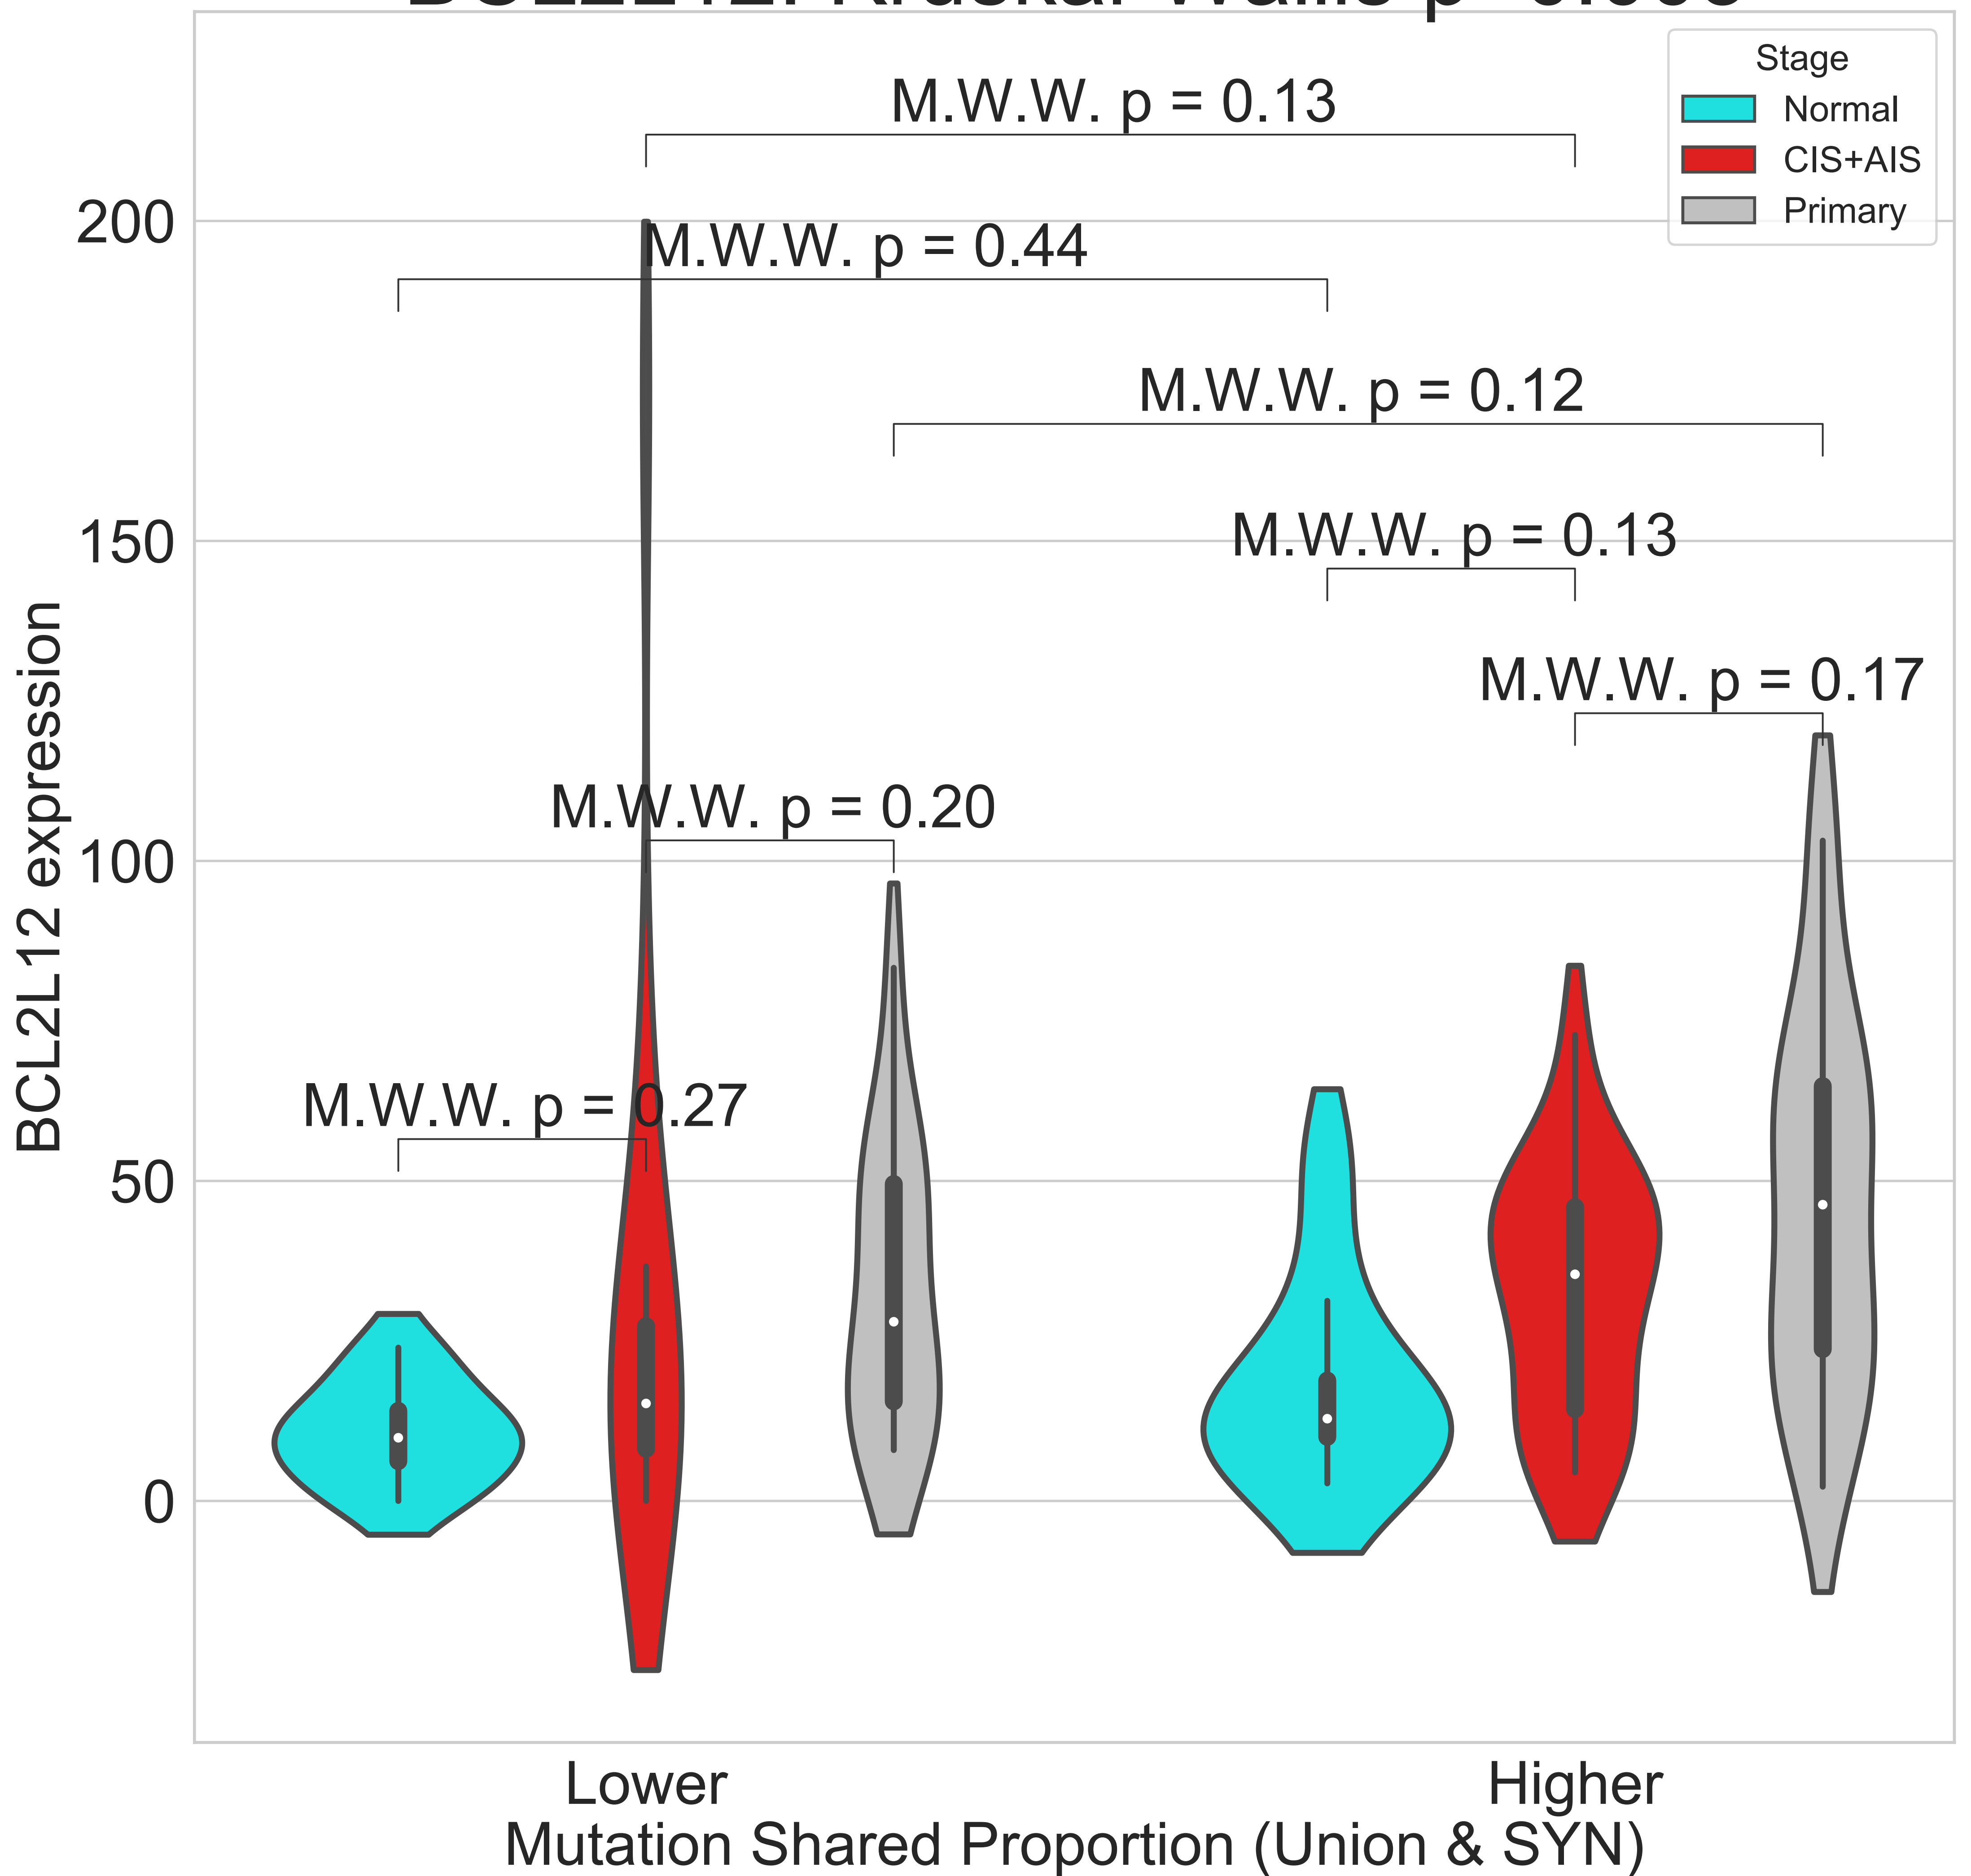 Stage
Normal
CIS+AIS
Primary
M.W.W. p = 0.13
M.W.W. p = 0.44
M.W.W. p = 0.12
M.W.W. p = 0.13
M.W.W. p = 0.17
M.W.W. p = 0.20
M.W.W. p = 0.27
200
150
100
50
0
BCL2L12 expression
Lower
Higher
Mutation Shared Proportion (Union & SYN)